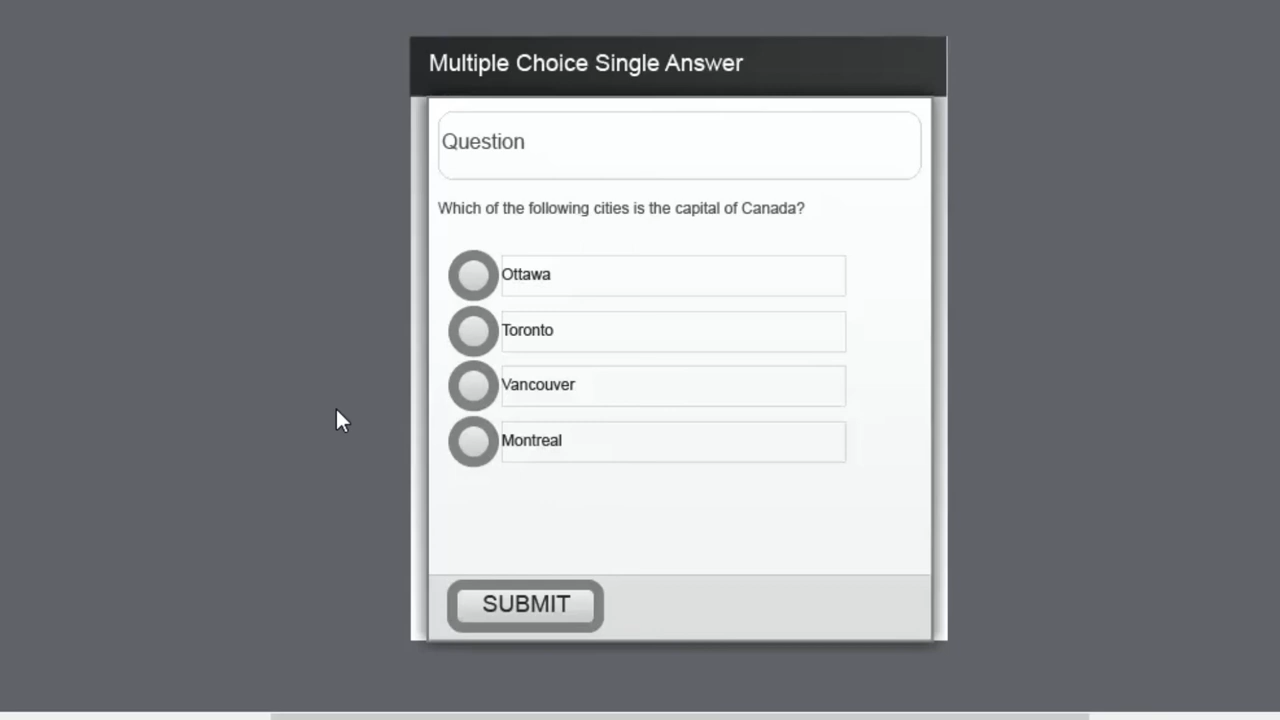 Multiple Choice Single Answer
Question
Which of the following cities is the capital of Canada?
Ottawa
Toronto
Vancouver
Montreal
SUBMIT